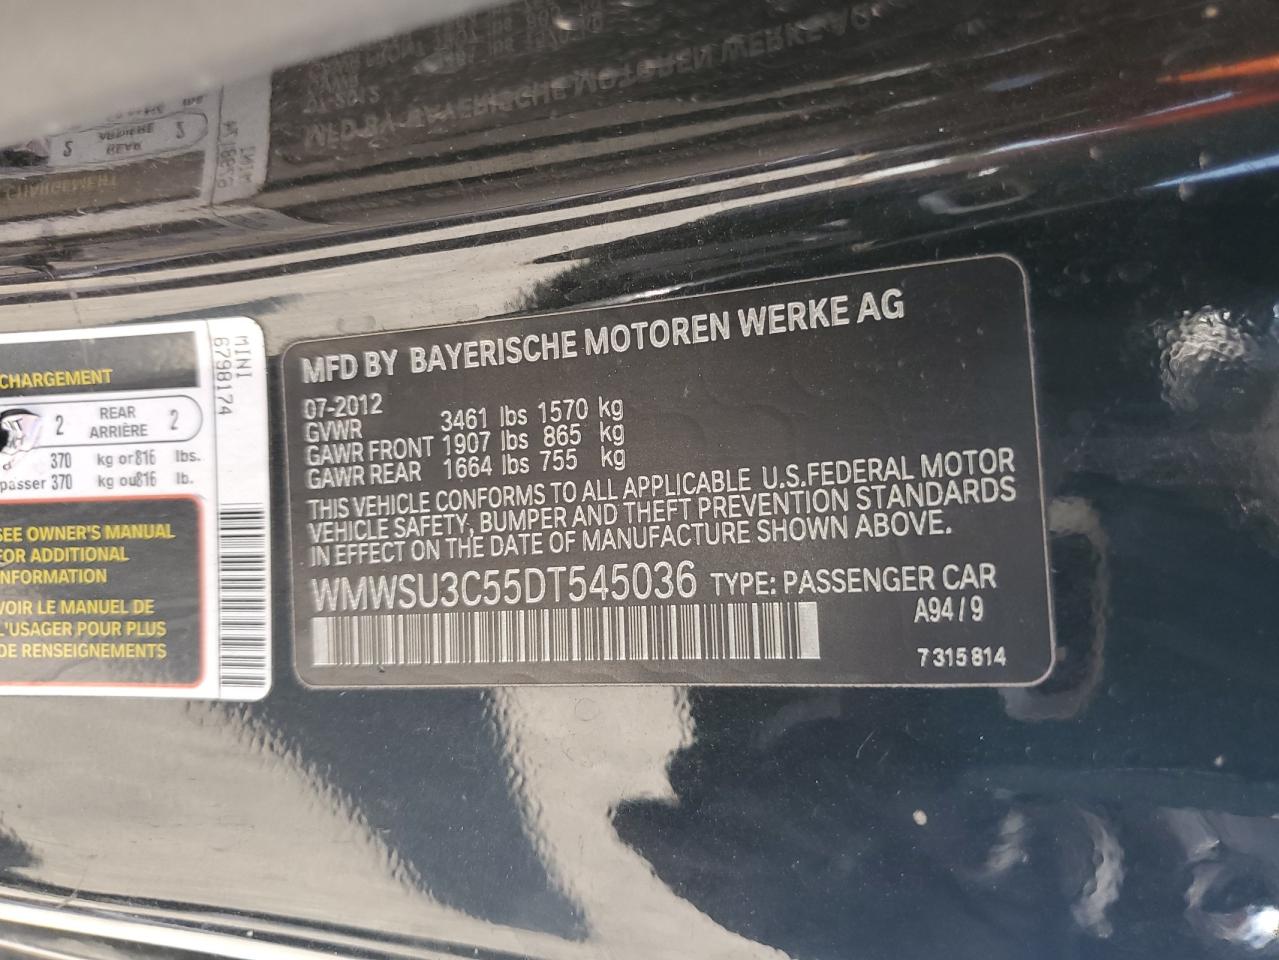 MFD BY BAYERISCHE MOTOREN WERKE AG
07-2012
GVWR 3461 lbs 1570 kg
GAWR FRONT 1907 lbs 865 kg
GAWR REAR 1664 lbs 755 kg
THIS VEHICLE CONFORMS TO ALL APPLICABLE U.S.FEDERAL MOTOR
VEHICLE SAFETY, BUMPER AND THEFT PREVENTION STANDARDS
IN EFFECT ON THE DATE OF MANUFACTURE SHOWN ABOVE.
WMWSU3C55DT545036 TYPE: PASSENGER CAR
A94/9
7 315 814
CHARGEMENT
2 REAR
ARRIÈRE 2
370 kg or 816 lbs.
passer 370 kg ou 816 lb.
SEE OWNER'S MANUAL
FOR ADDITIONAL
INFORMATION
VOIR LE MANUEL DE
L'USAGER POUR PLUS
DE RENSEIGNEMENTS
MINI
6798174